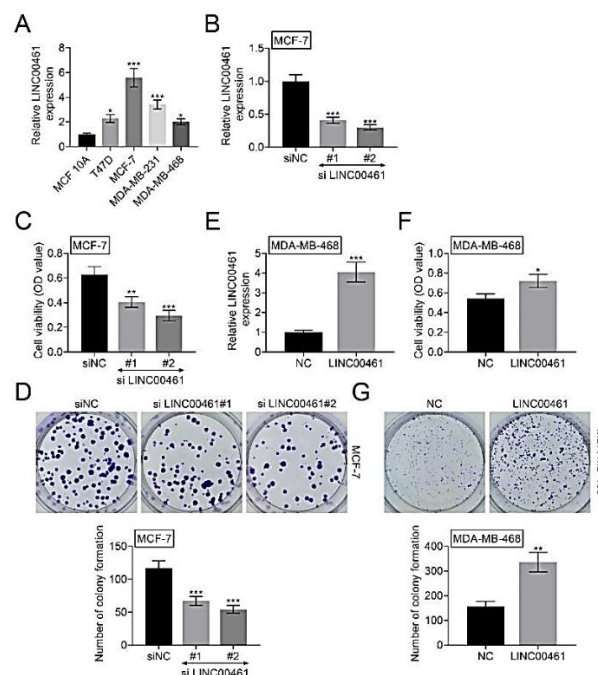 A
Relative LINC00461
expression
8
6
4
2
0
*
***
***
*
MCF 10A
T47D
MCF-7
MDA-MB-231
MDA-MB-468
B
MCF-7
Relative LINC00461
expression
1.5
1.0
0.5
0.0
***
***
siNC
#1
#2
si LINC00461
C
MCF-7
Cell viability (OD value)
0.8
0.6
0.4
0.2
0.0
**
***
siNC
#1
#2
si LINC00461
E
MDA-MB-468
Relative LINC00461
expression
5
4
3
2
1
0
***
NC
LINC00461
F
MDA-MB-468
Cell viability (OD value)
1.0
0.8
0.6
0.4
0.2
0.0
*
NC
LINC00461
D
siNC
si LINC00461#1
si LINC00461#2
MCF-7
MCF-7
Number of colony formation
150
100
50
0
***
***
siNC
#1
#2
si LINC00461
G
NC
LINC00461
MDA-MB-468
Number of colony formation
400
300
200
100
0
**
NC
LINC00461